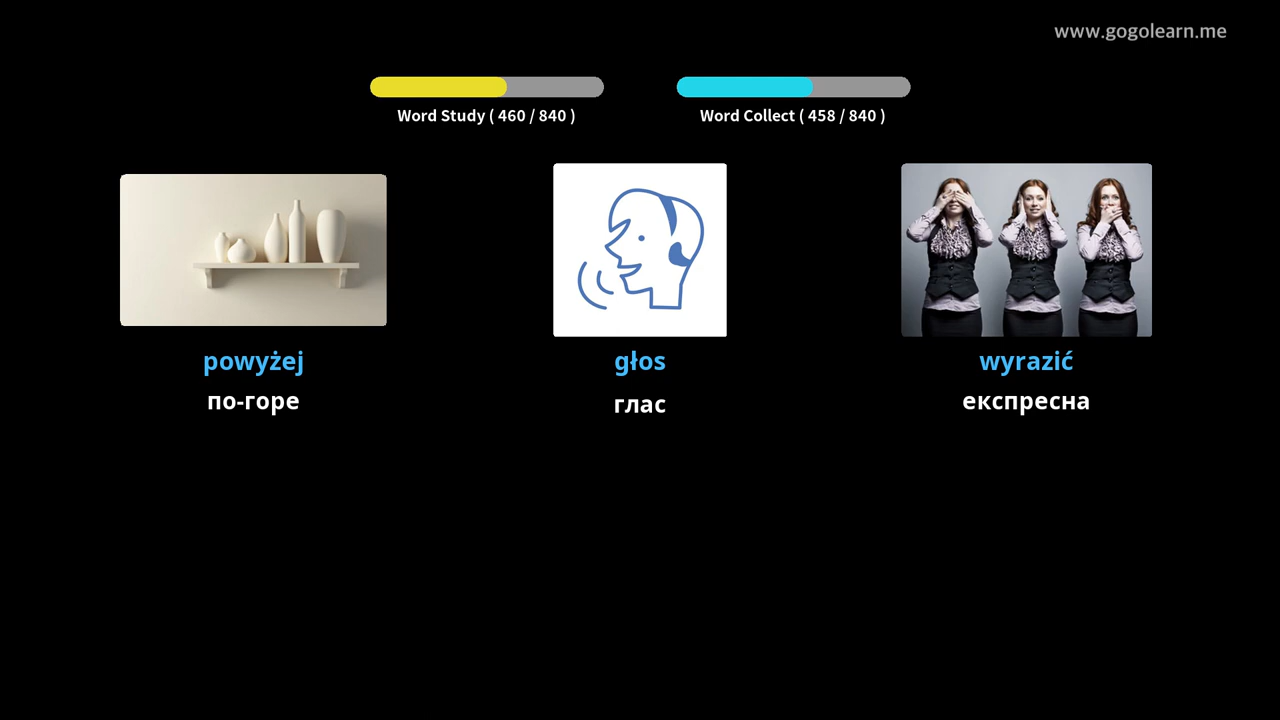 www.gogolearn.me
Word Study ( 460 / 840 )
Word Collect ( 458 / 840 )
powyżej
głos
wyrazić
по-горе
глас
експресна